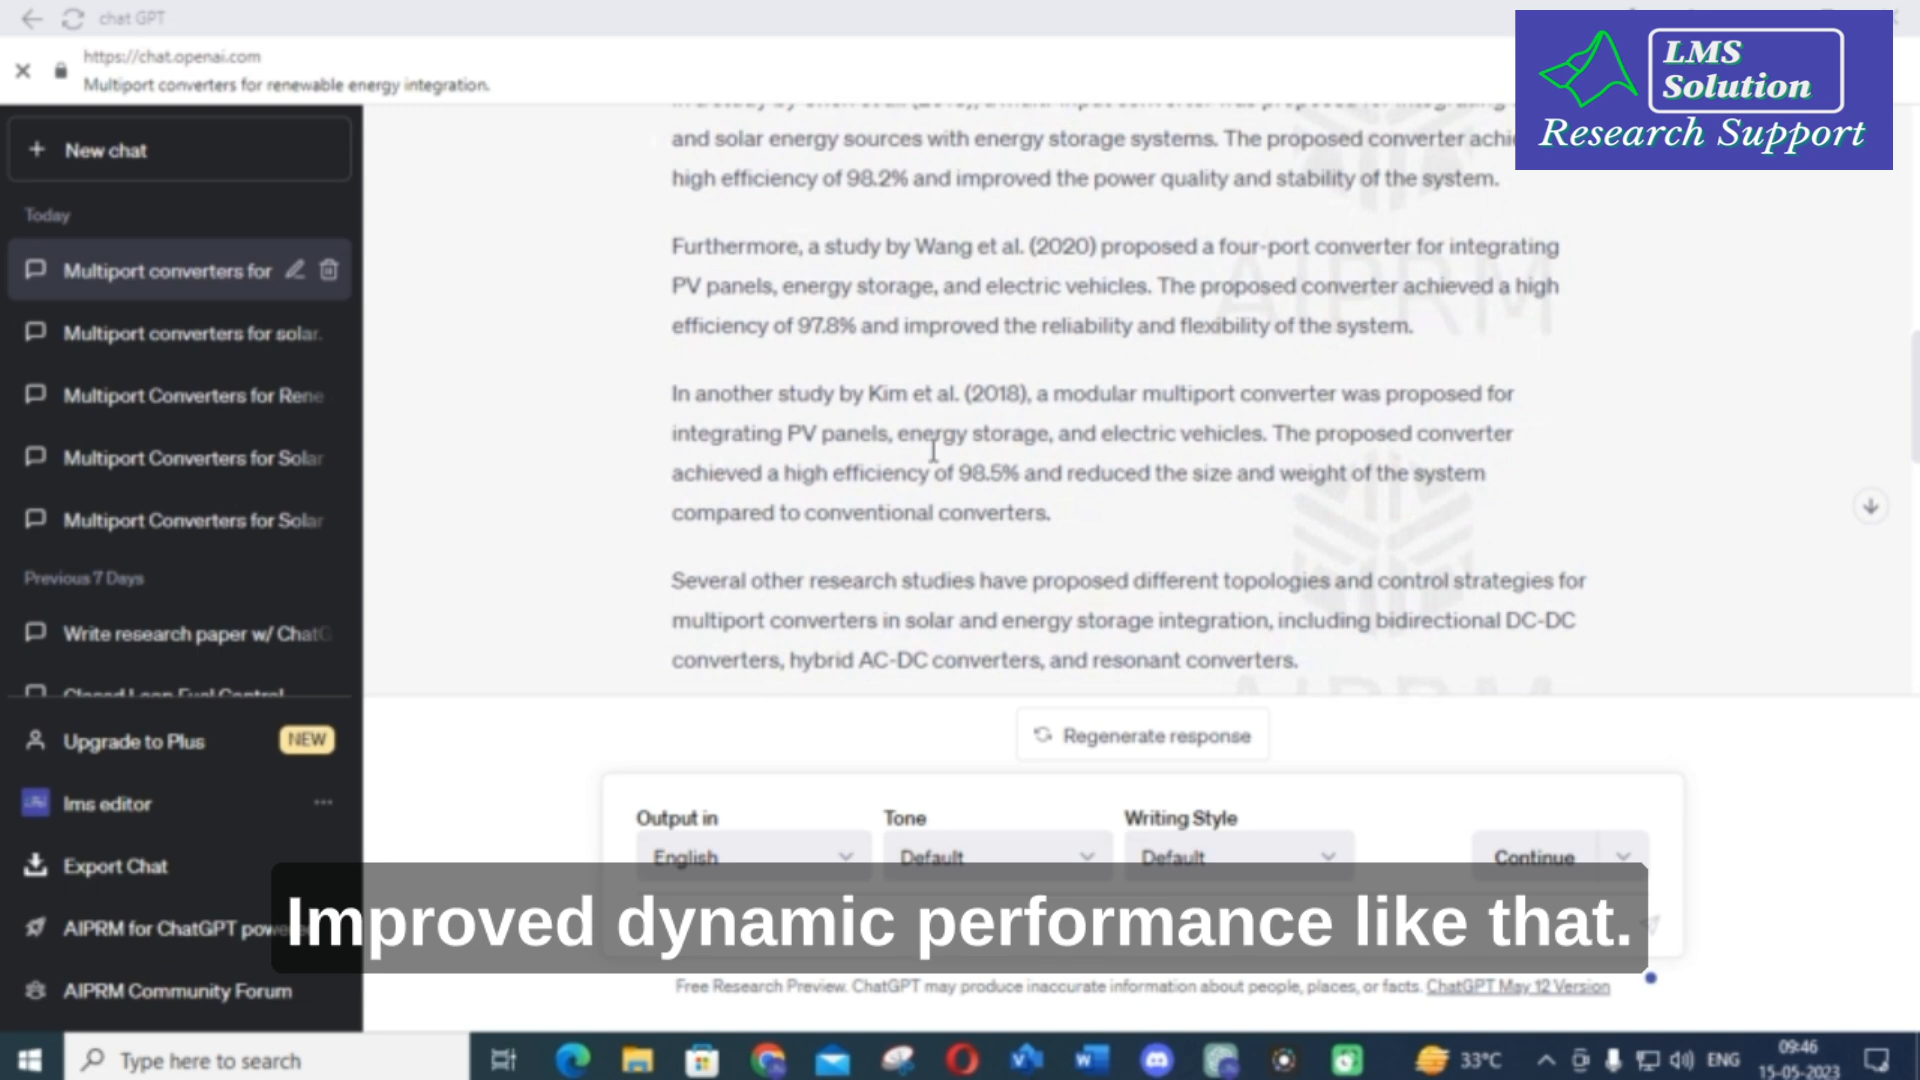 chat GPT
https://chat.openai.com
Multiport converters for renewable energy integration.
LMS
Solution
Research Support
New chat
Today
Multiport converters for
Multiport converters for solar.
Multiport Converters for Rene
Multiport Converters for Solar
Multiport Converters for Solar
Previous 7 Days
Write research paper w/ ChatG
Closed Loop Fuel Control
Upgrade to Plus NEW
lms editor
Export Chat
AIPRM for ChatGPT pow
AIPRM Community Forum
and solar energy sources with energy storage systems. The proposed converter achi
high efficiency of 98.2% and improved the power quality and stability of the system.
Furthermore, a study by Wang et al. (2020) proposed a four-port converter for integrating
PV panels, energy storage, and electric vehicles. The proposed converter achieved a high
efficiency of 97.8% and improved the reliability and flexibility of the system.
In another study by Kim et al. (2018), a modular multiport converter was proposed for
integrating PV panels, energy storage, and electric vehicles. The proposed converter
achieved a high efficiency of 98.5% and reduced the size and weight of the system
compared to conventional converters.
Several other research studies have proposed different topologies and control strategies for
multiport converters in solar and energy storage integration, including bidirectional DC-DC
converters, hybrid AC-DC converters, and resonant converters.
AIPRM
AIPRM
Regenerate response
Output in Tone Writing Style
English Default Default Continue
Improved dynamic performance like that.
Free Research Preview. ChatGPT may produce inaccurate information about people, places, or facts. ChatGPT May 12 Version
Type here to search
33°C
ENG
09:46
15-05-2023